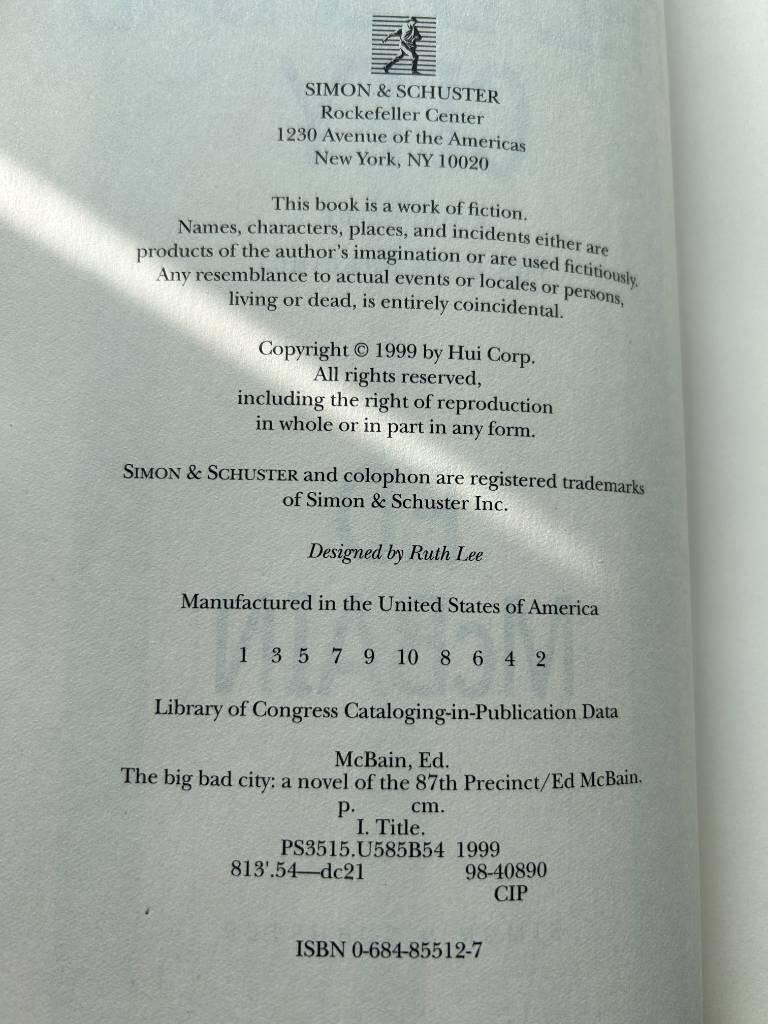 SIMON & SCHUSTER
Rockefeller Center
1230 Avenue of the Americas
New York, NY 10020
This book is a work of fiction.
Names, characters, places, and incidents either are
products of the author's imagination or are used fictitiously.
Any resemblance to actual events or locales or persons,
living or dead, is entirely coincidental.
Copyright © 1999 by Hui Corp.
All rights reserved,
including the right of reproduction
in whole or in part in any form.
SIMON & SCHUSTER and colophon are registered trademarks
of Simon & Schuster Inc.
Designed by Ruth Lee
Manufactured in the United States of America
1 3 5 7 9 10 8 6 4 2
Library of Congress Cataloging-in-Publication Data
McBain, Ed.
The big bad city: a novel of the 87th Precinct/Ed McBain.
p. cm.
I. Title.
PS3515.U585B54 1999
813'.54—dc21 98-40890
CIP
ISBN 0-684-85512-7